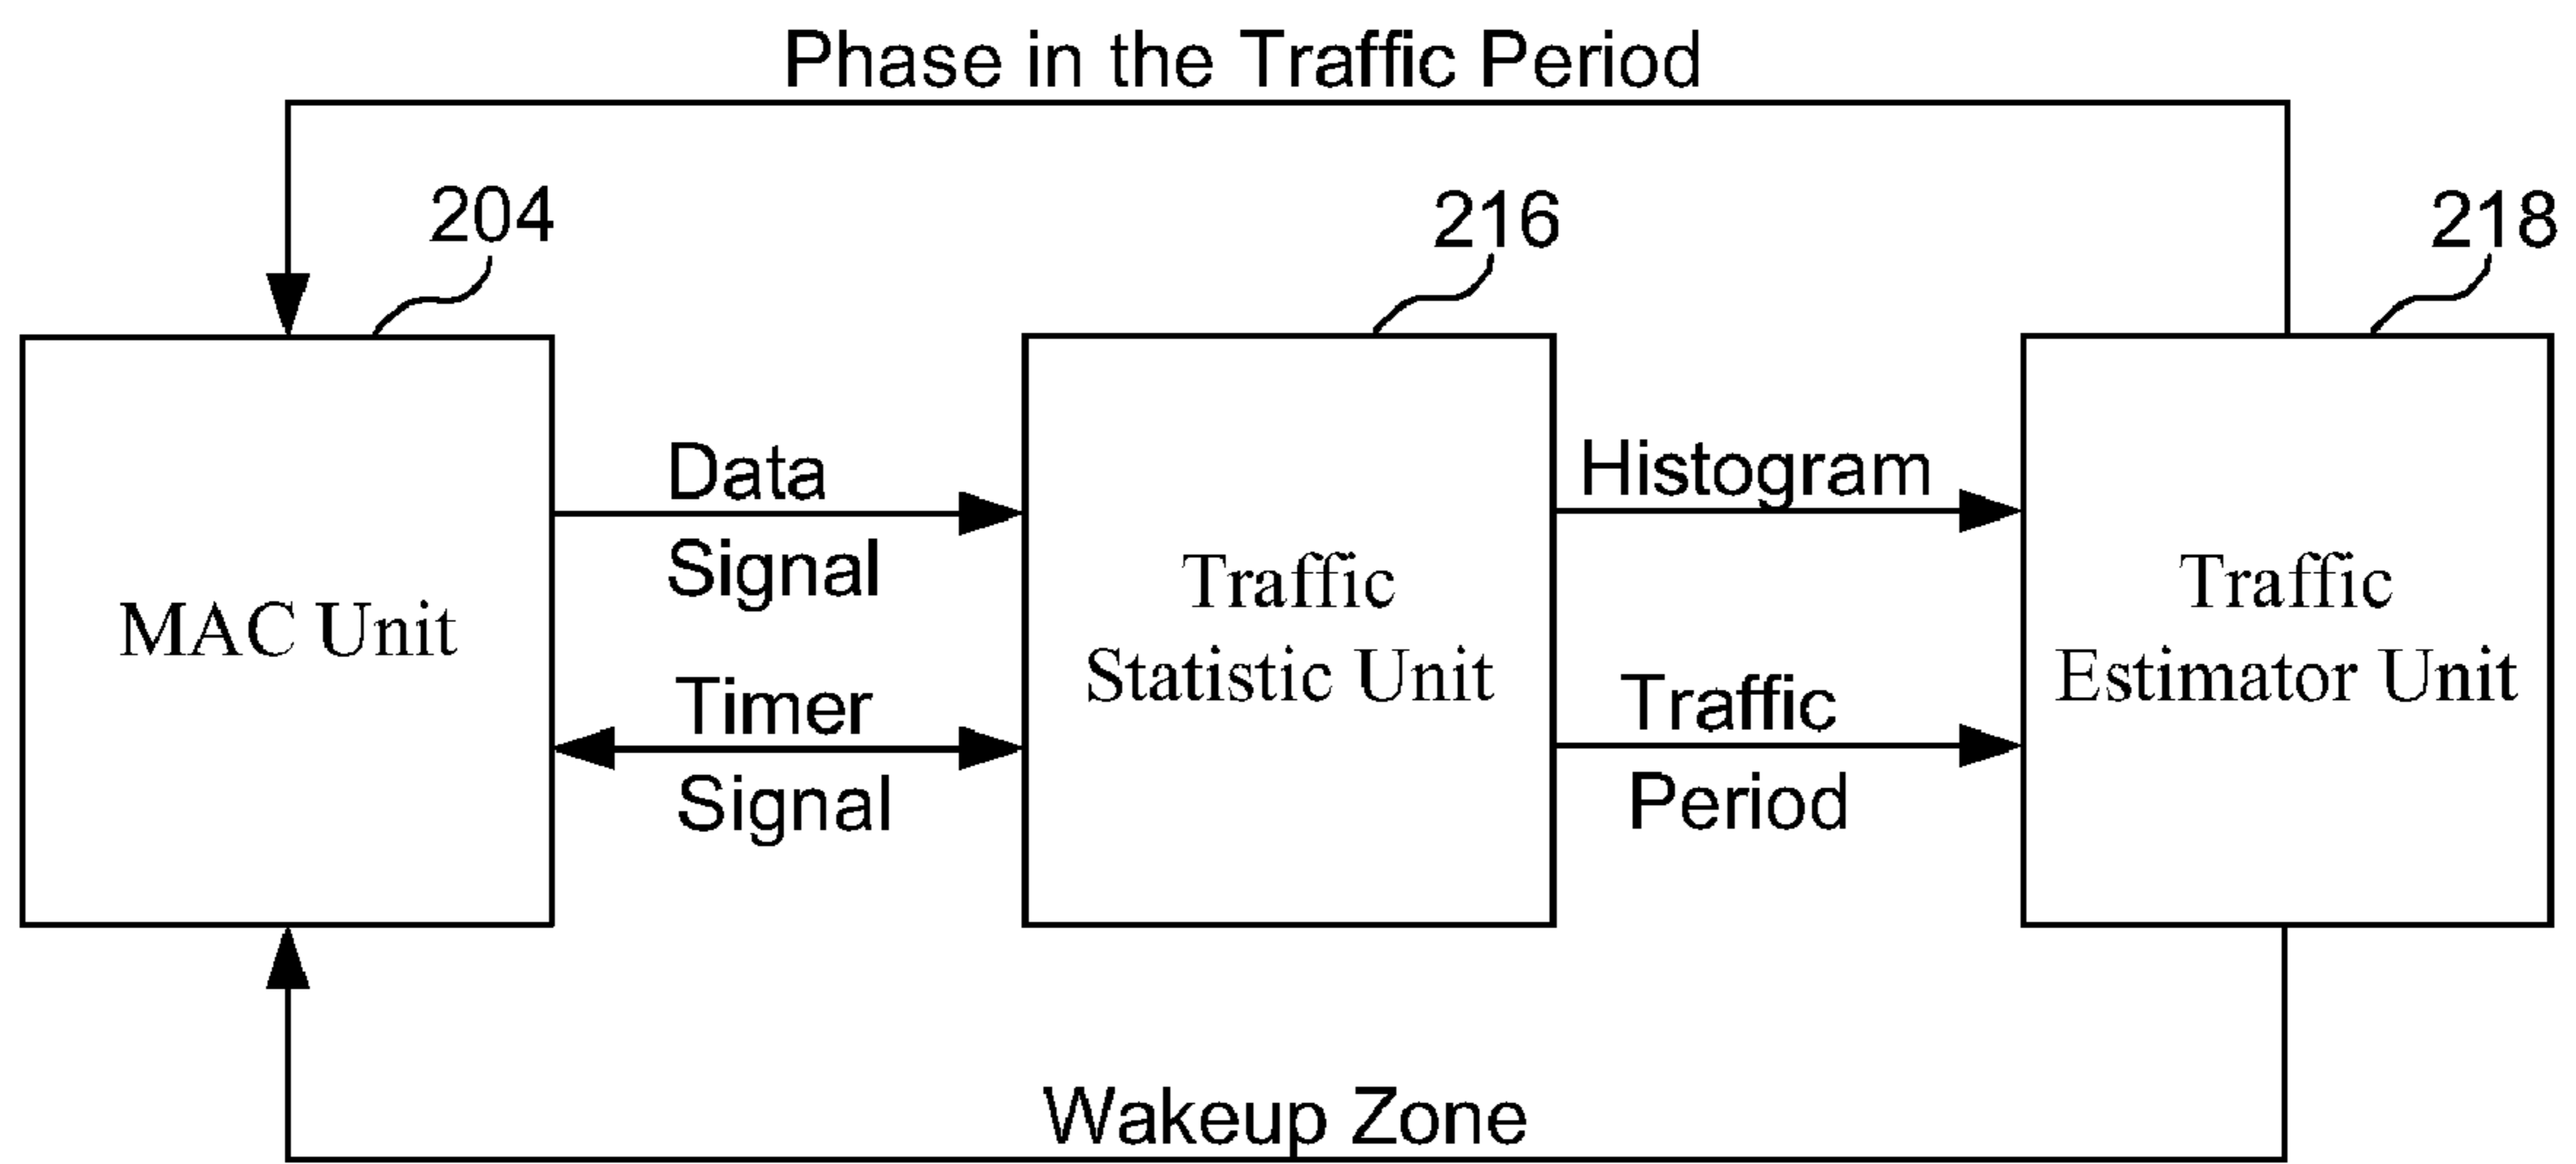 Phase in the Traffic Period
204
216
218
MAC Unit
Data
Signal
Timer
Signal
Traffic
Statistic Unit
Histogram
Traffic
Period
Traffic
Estimator Unit
Wakeup Zone